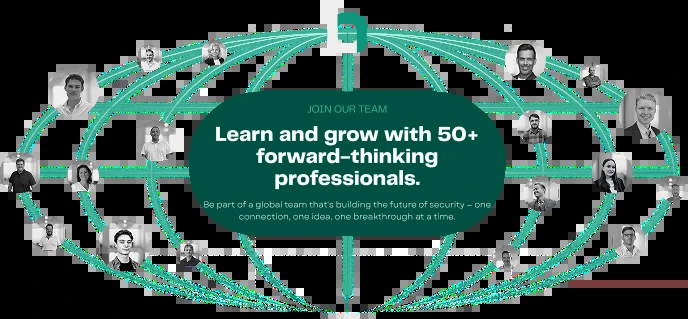 JOIN OUR TEAM
Learn and grow with 50+
forward-thinking
professionals.
Be part of a global team that's building the future of security – one
connection, one idea, one breakthrough at a time.